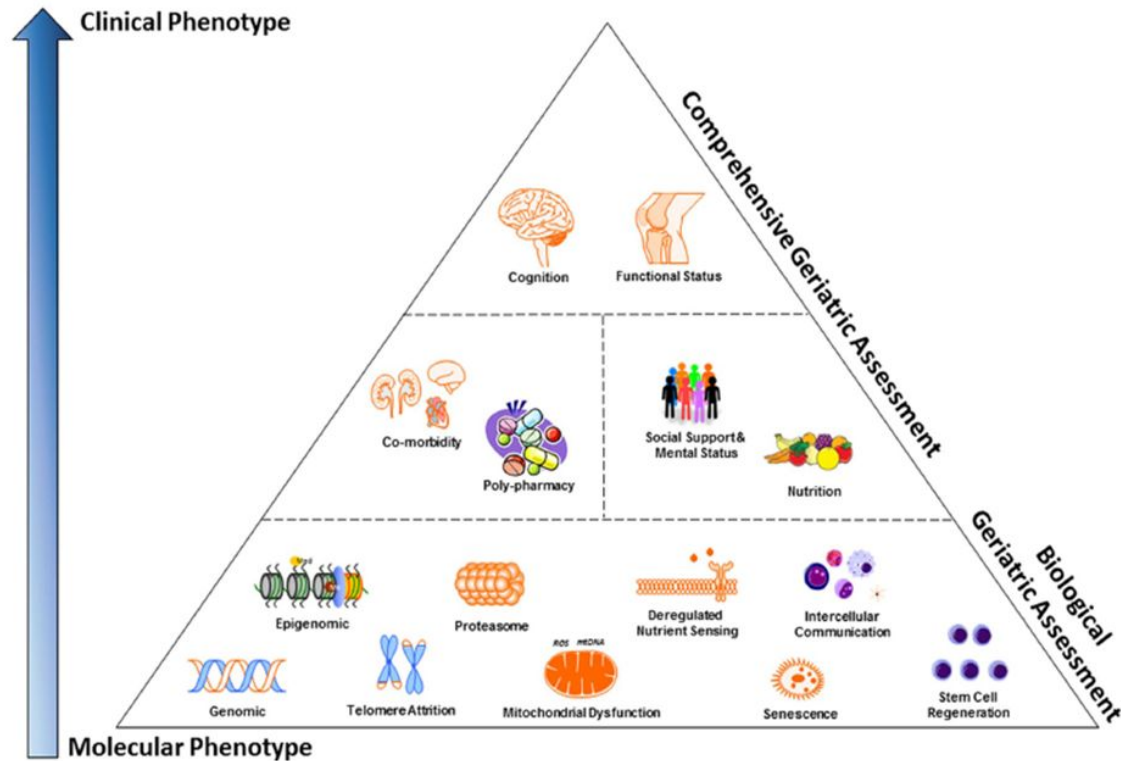 Clinical Phenotype
Comprehensive Geriatric Assessment
Cognition
Functional Status
Co-morbidity
Poly-pharmacy
Social Support&
Mental Status
Nutrition
Biological
Geriatric Assessment
Epigenomic
Proteasome
Deregulated
Nutrient Sensing
Intercellular
Communication
Genomic
Telomere Attrition
ROS mtDNA
Mitochondrial Dysfunction
Senescence
Stem Cell
Regeneration
Molecular Phenotype